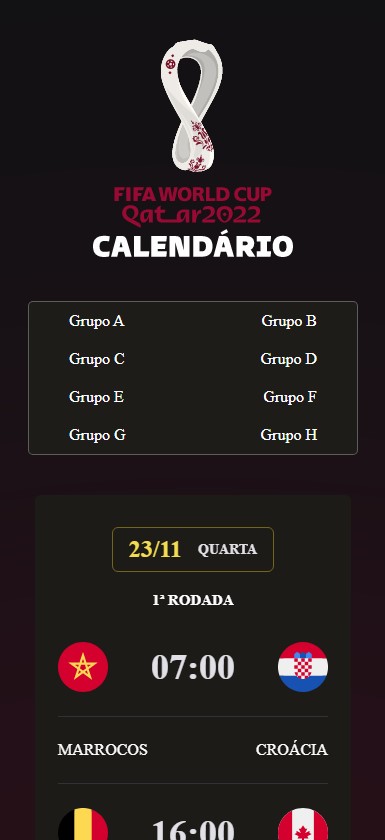 FIFA WORLD CUP
Qatar2022
CALENDÁRIO
Grupo A Grupo B
Grupo C Grupo D
Grupo E Grupo F
Grupo G Grupo H
23/11 QUARTA
1ª RODADA
07:00
MARROCOS CROÁCIA
16:00